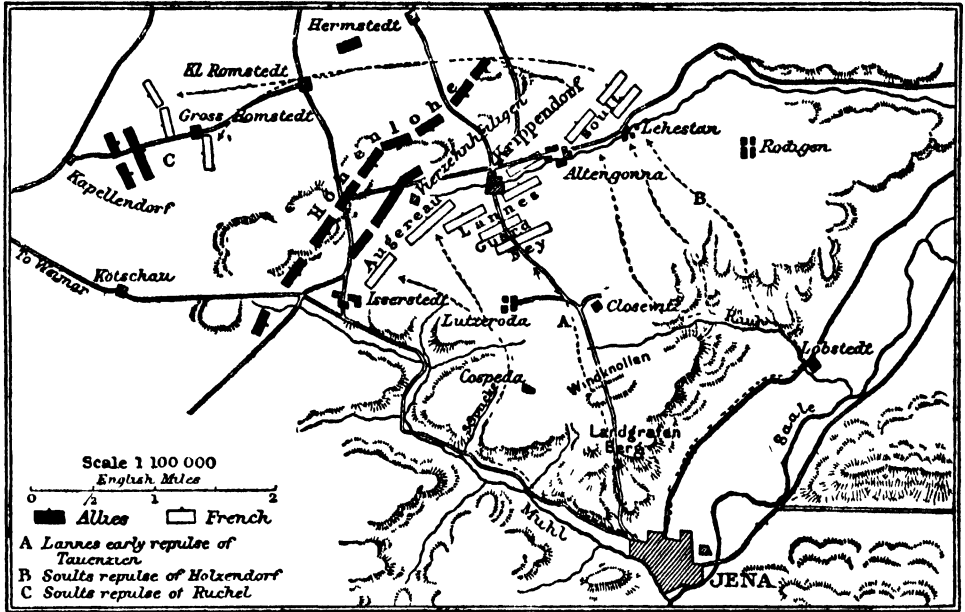 Hermstedt
Kl Romstedt
Gross Romstedt
C
Kapellendorf
Hohenlohe
Vierzehnheiligen
Krippendorf
Soult
Lehestan
Rodigen
Altengonna
B
Augereau
Lannes
Guard
Ney
To Weimar
Kotschau
Isserstedt
Lutzeroda
A
Closewitz
Lobstedt
Cospeda
Windknollen
Landgrafen
Berg
Saale
Muhl
JENA
Scale 1 100 000
English Miles
0 1/2 1 2
Allies French
A Lannes early repulse of
Tauenzien
B Soults repulse of Holzendorf
C Soults repulse of Ruchel